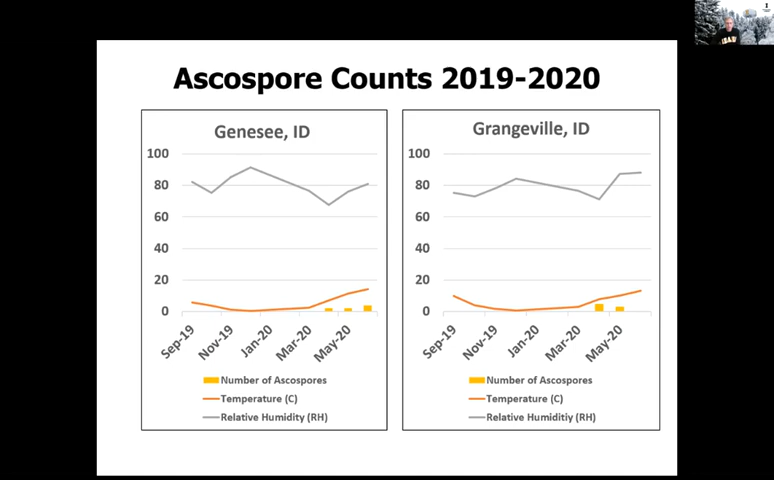 Ascospore Counts 2019-2020
Genesee, ID
100
80
60
40
20
0
Sep-19
Nov-19
Jan-20
Mar-20
May-20
Number of Ascospores
Temperature (C)
Relative Humidity (RH)
Grangeville, ID
100
80
60
40
20
0
Sep-19
Nov-19
Jan-20
Mar-20
May-20
Number of Ascospores
Temperature (C)
Relative Humiditiy (RH)